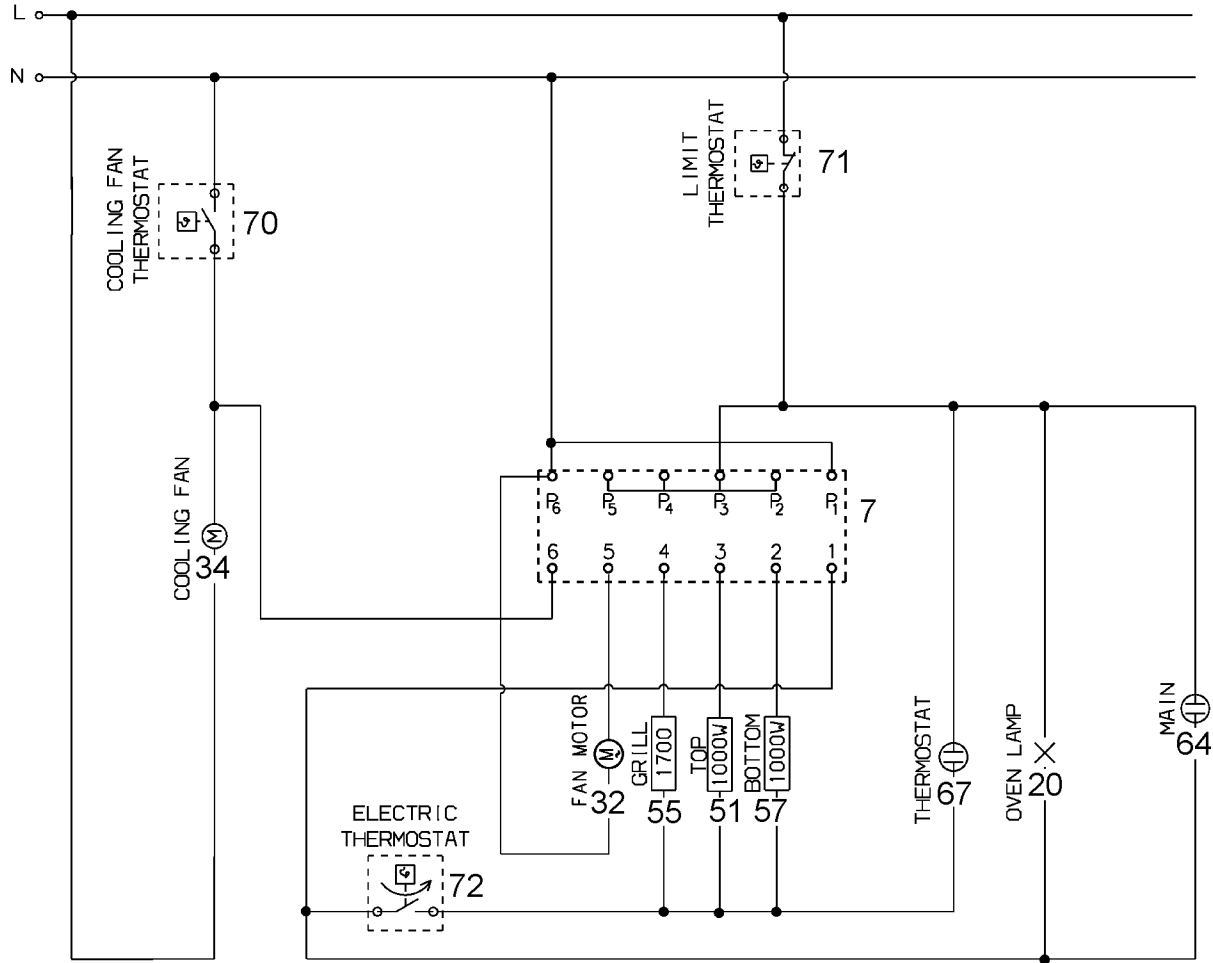 L
N
COOLING FAN
THERMOSTAT
70
LIMIT
THERMOSTAT
71
P6 P5 P4 P3 P2 P1
7
6 5 4 3 2 1
COOLING FAN
M
34
FAN MOTOR
M
32
GRILL
1700
55
TOP
1000W
51
BOTTOM
1000W
57
THERMOSTAT
67
OVEN LAMP
20
MAIN
64
ELECTRIC
THERMOSTAT
72